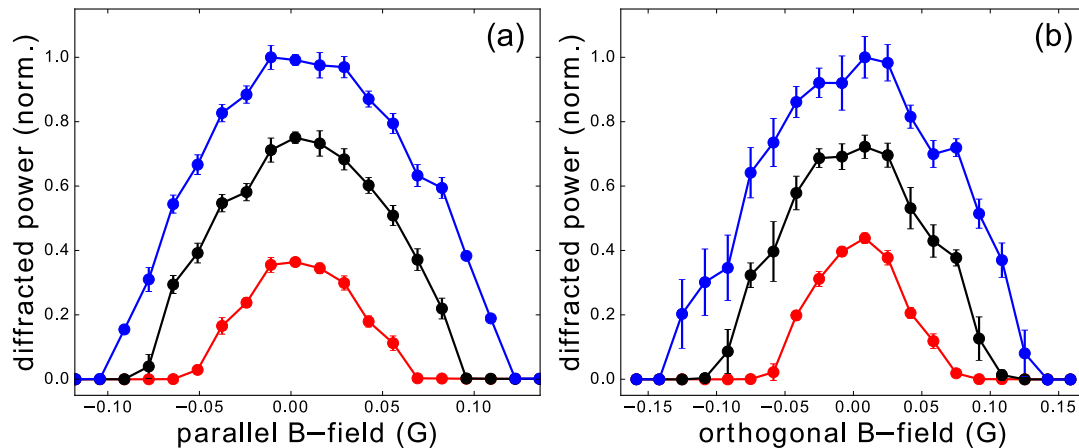 (a)
diffracted power (norm.)
1.0
0.8
0.6
0.4
0.2
0.0
−0.10 −0.05 0.00 0.05 0.10
parallel B−field (G)
(b)
diffracted power (norm.)
1.0
0.8
0.6
0.4
0.2
0.0
−0.15 −0.10 −0.05 0.00 0.05 0.10 0.15
orthogonal B−field (G)